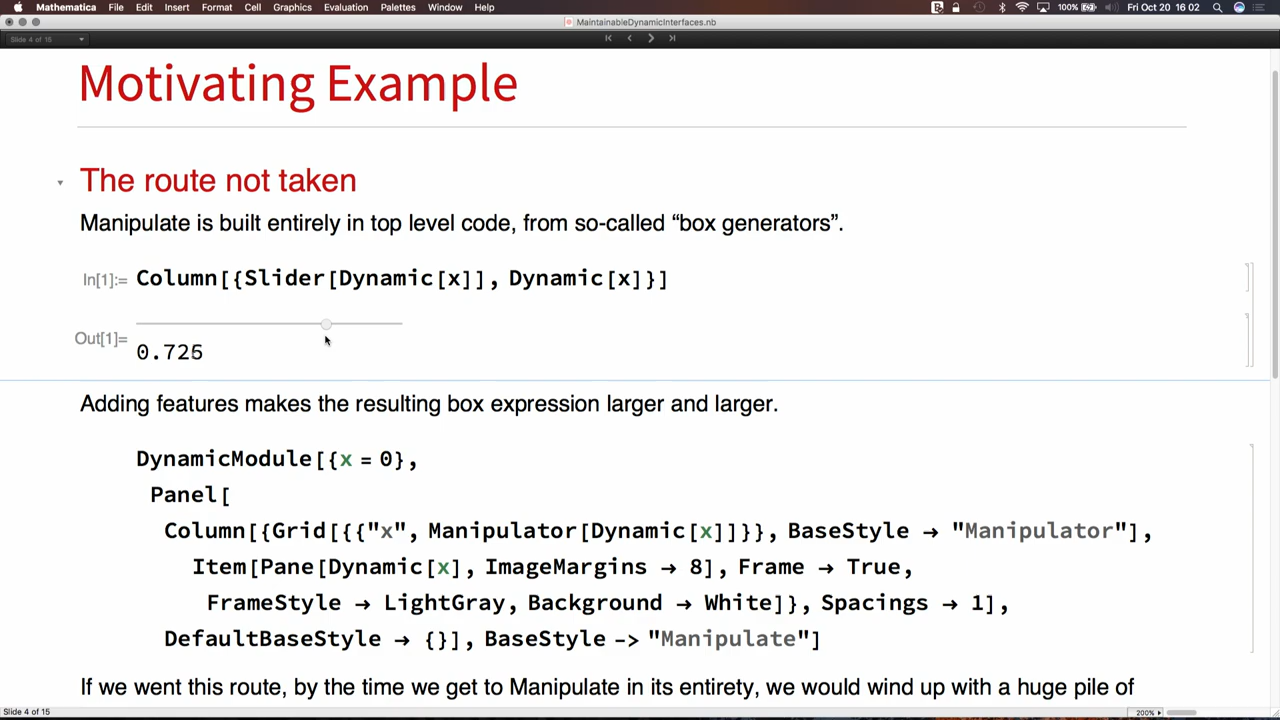 Mathematica File Edit Insert Format Cell Graphics Evaluation Palettes Window Help 100% Fri Oct 20 16 02
MaintainableDynamicInterfaces.nb
Slide 4 of 15
Motivating Example
The route not taken
Manipulate is built entirely in top level code, from so-called “box generators”.
In[1]:= Column[{Slider[Dynamic[x]], Dynamic[x]}]
Out[1]=
0.725
Adding features makes the resulting box expression larger and larger.
DynamicModule[{x = 0},
Panel[
Column[{Grid[{{"x", Manipulator[Dynamic[x]]}}, BaseStyle → "Manipulator"],
Item[Pane[Dynamic[x], ImageMargins → 8], Frame → True,
FrameStyle → LightGray, Background → White]}, Spacings → 1],
DefaultBaseStyle → {}], BaseStyle -> "Manipulate"]
If we went this route, by the time we get to Manipulate in its entirety, we would wind up with a huge pile of
Slide 4 of 15
200%